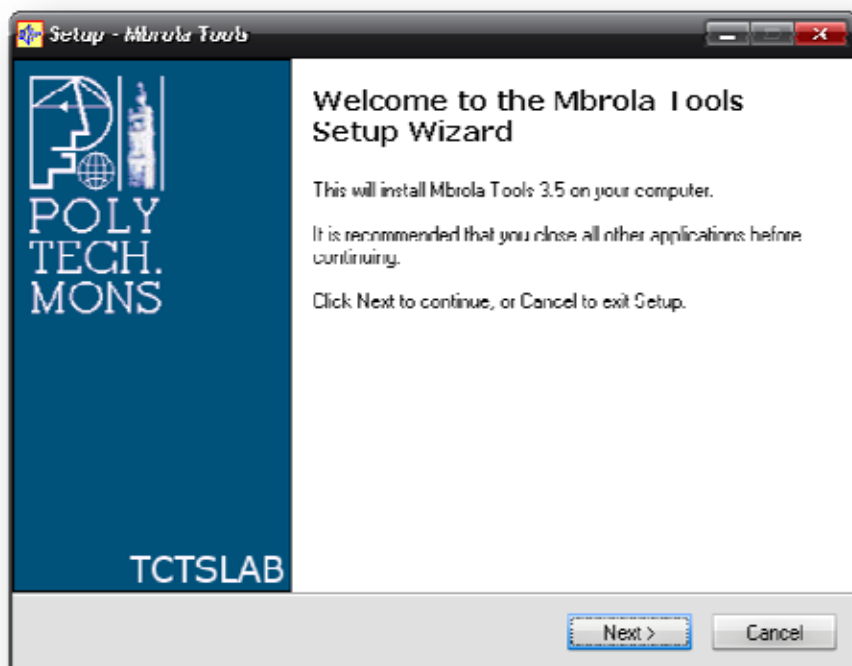 Setup - Mbrola Tools
POLY
TECH.
MONS
TCTSLAB
Welcome to the Mbrola Tools
Setup Wizard
This will install Mbrola Tools 3.5 on your computer.
It is recommended that you close all other applications before
continuing.
Click Next to continue, or Cancel to exit Setup.
Next >
Cancel